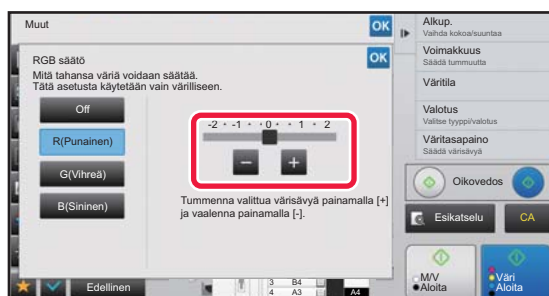 Muut
OK
RGB säätö
OK
Mitä tahansa väriä voidaan säätää.
Tätä asetusta käytetään vain värilliseen.
Off
R(Punainen)
G(Vihreä)
B(Sininen)
-2 · -1 · 0 · 1 · 2
− +
Tummenna valittua värisävyä painamalla [+]
ja vaalenna painamalla [-].
Edellinen
3 B4
4 A3
A4
Alkup.
Vaihda kokoa/suuntaa
Voimakkuus
Säädä tummuutta
Väritila
Valotus
Valitse tyyppi/valotus
Väritasapaino
Säädä värisävyä
Oikovedos
Esikatselu
CA
M/V
Aloita
Väri
Aloita